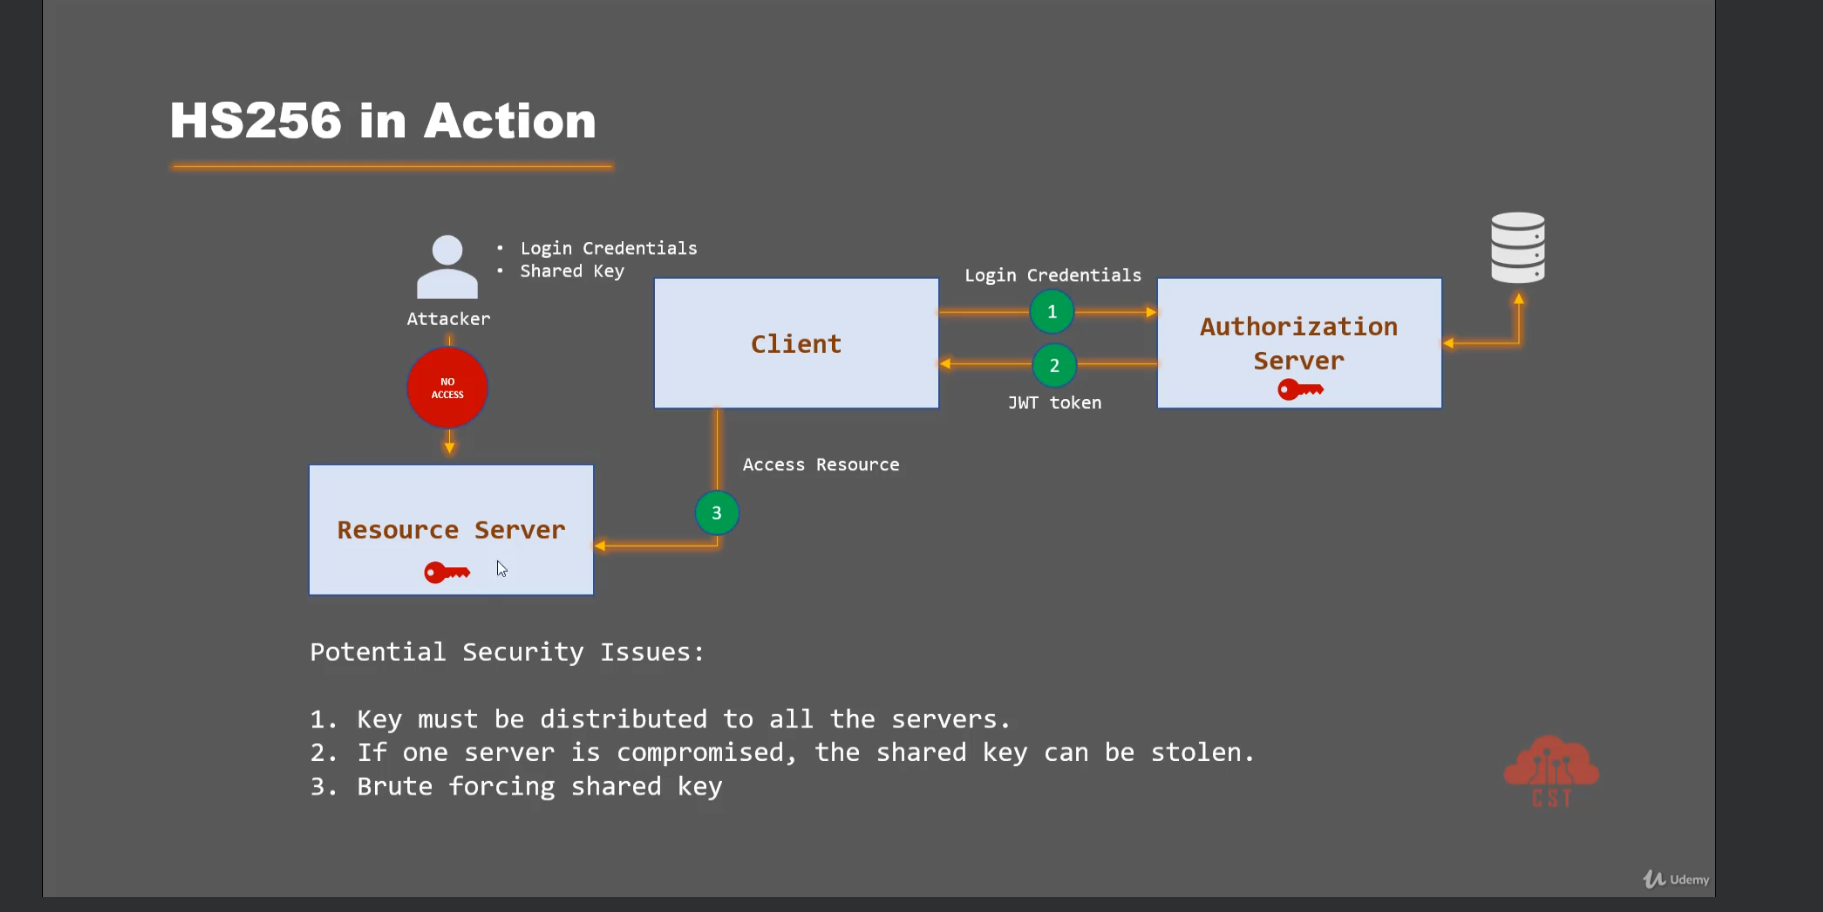 HS256 in Action
• Login Credentials
• Shared Key
Attacker
NO
ACCESS
Client
Login Credentials
1
2
JWT token
Authorization
Server
Access Resource
3
Resource Server
Potential Security Issues:
1. Key must be distributed to all the servers.
2. If one server is compromised, the shared key can be stolen.
3. Brute forcing shared key
CST
Udemy